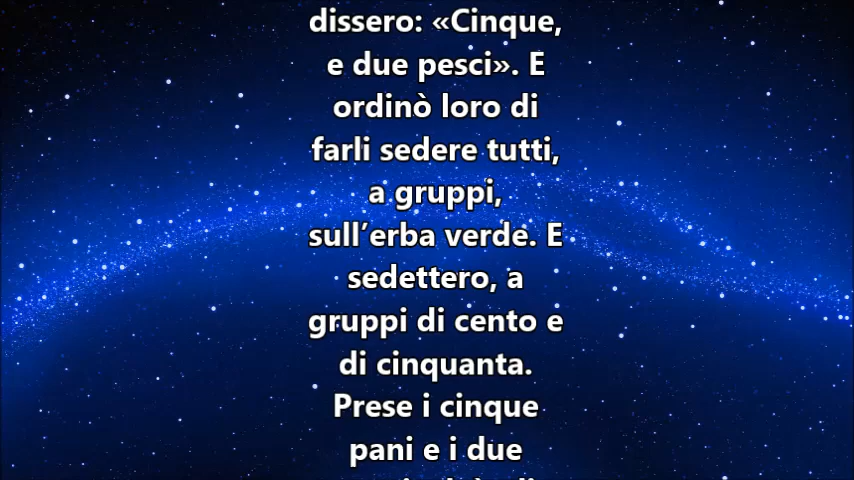 dissero: «Cinque,
e due pesci». E
ordinò loro di
farli sedere tutti,
a gruppi,
sull’erba verde. E
sedettero, a
gruppi di cento e
di cinquanta.
Prese i cinque
pani e i due